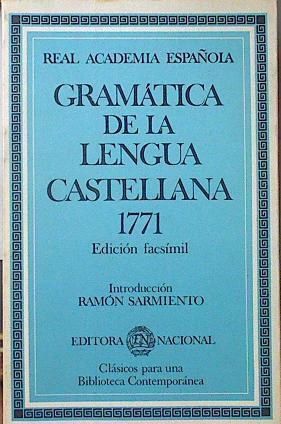 REAL ACADEMIA ESPAÑOLA
GRAMÁTICA
DE LA
LENGUA
CASTELLANA
1771
Edición facsímil
Introducción
RAMÓN SARMIENTO
EDITORA EN NACIONAL
Clásicos para una
Biblioteca Contemporánea